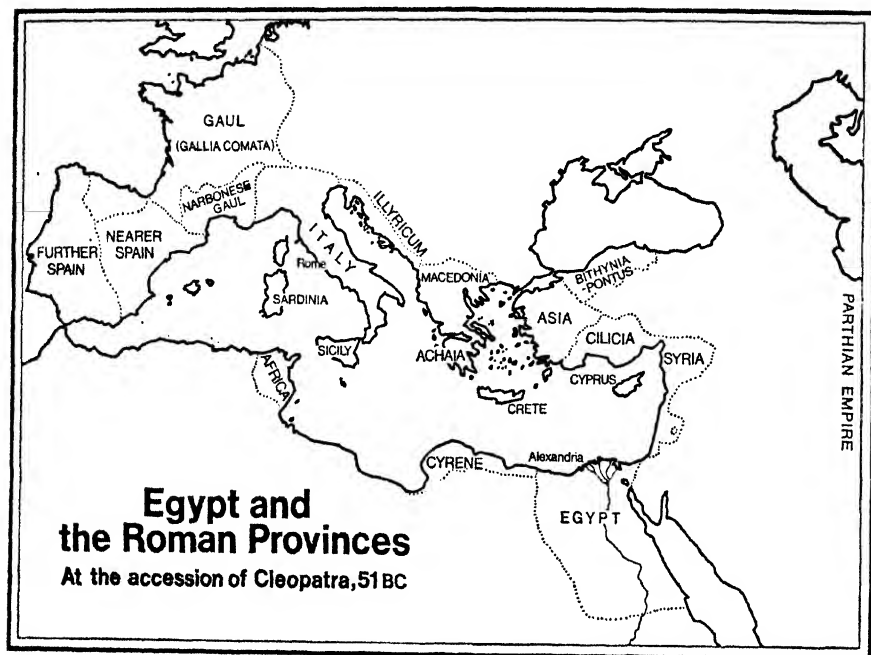 GAUL
(GALLIA COMATA)
NARBONESE
GAUL
FURTHER
SPAIN
NEARER
SPAIN
ITALY
Rome
SARDINIA
SICILY
AFRICA
ILLYRICUM
MACEDONIA
ACHAIA
CRETE
ASIA
BITHYNIA
-PONTUS
CILICIA
CYPRUS
SYRIA
PARTHIAN EMPIRE
CYRENE
Alexandria
EGYPT
Egypt and
the Roman Provinces
At the accession of Cleopatra, 51 BC